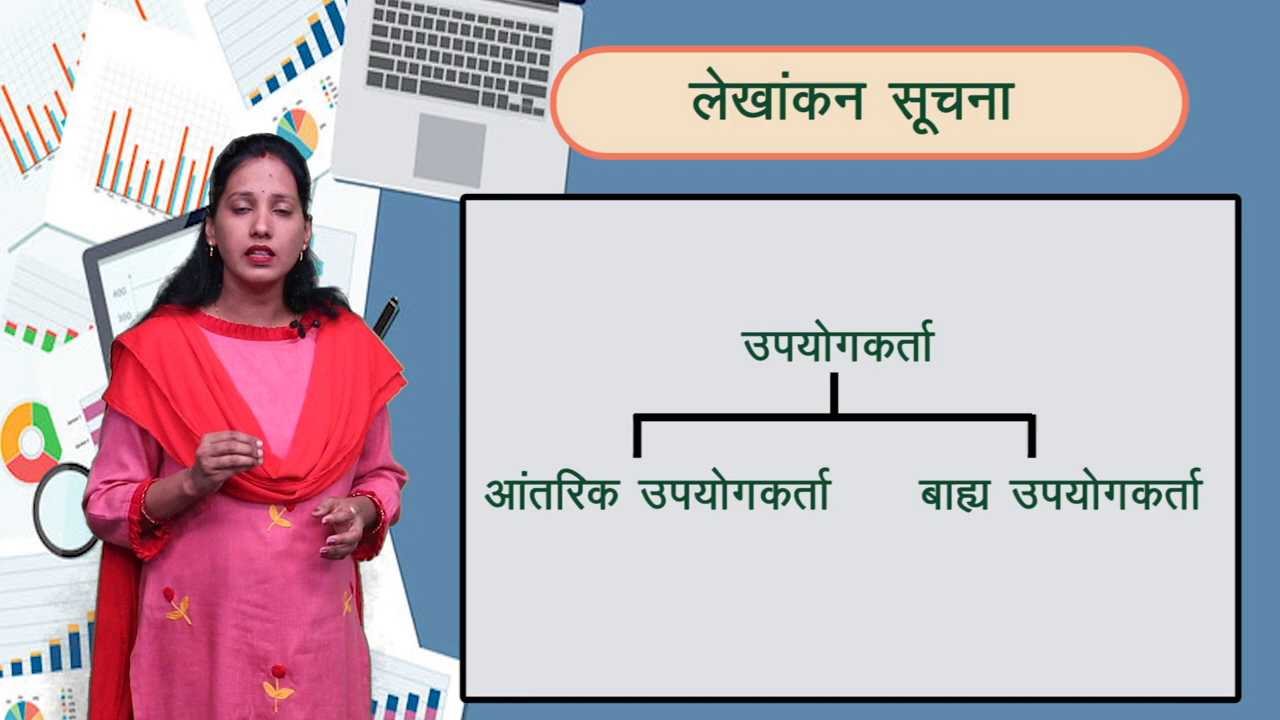 लेखांकन सूचना
उपयोगकर्ता
आंतरिक उपयोगकर्ता
बाह्य उपयोगकर्ता